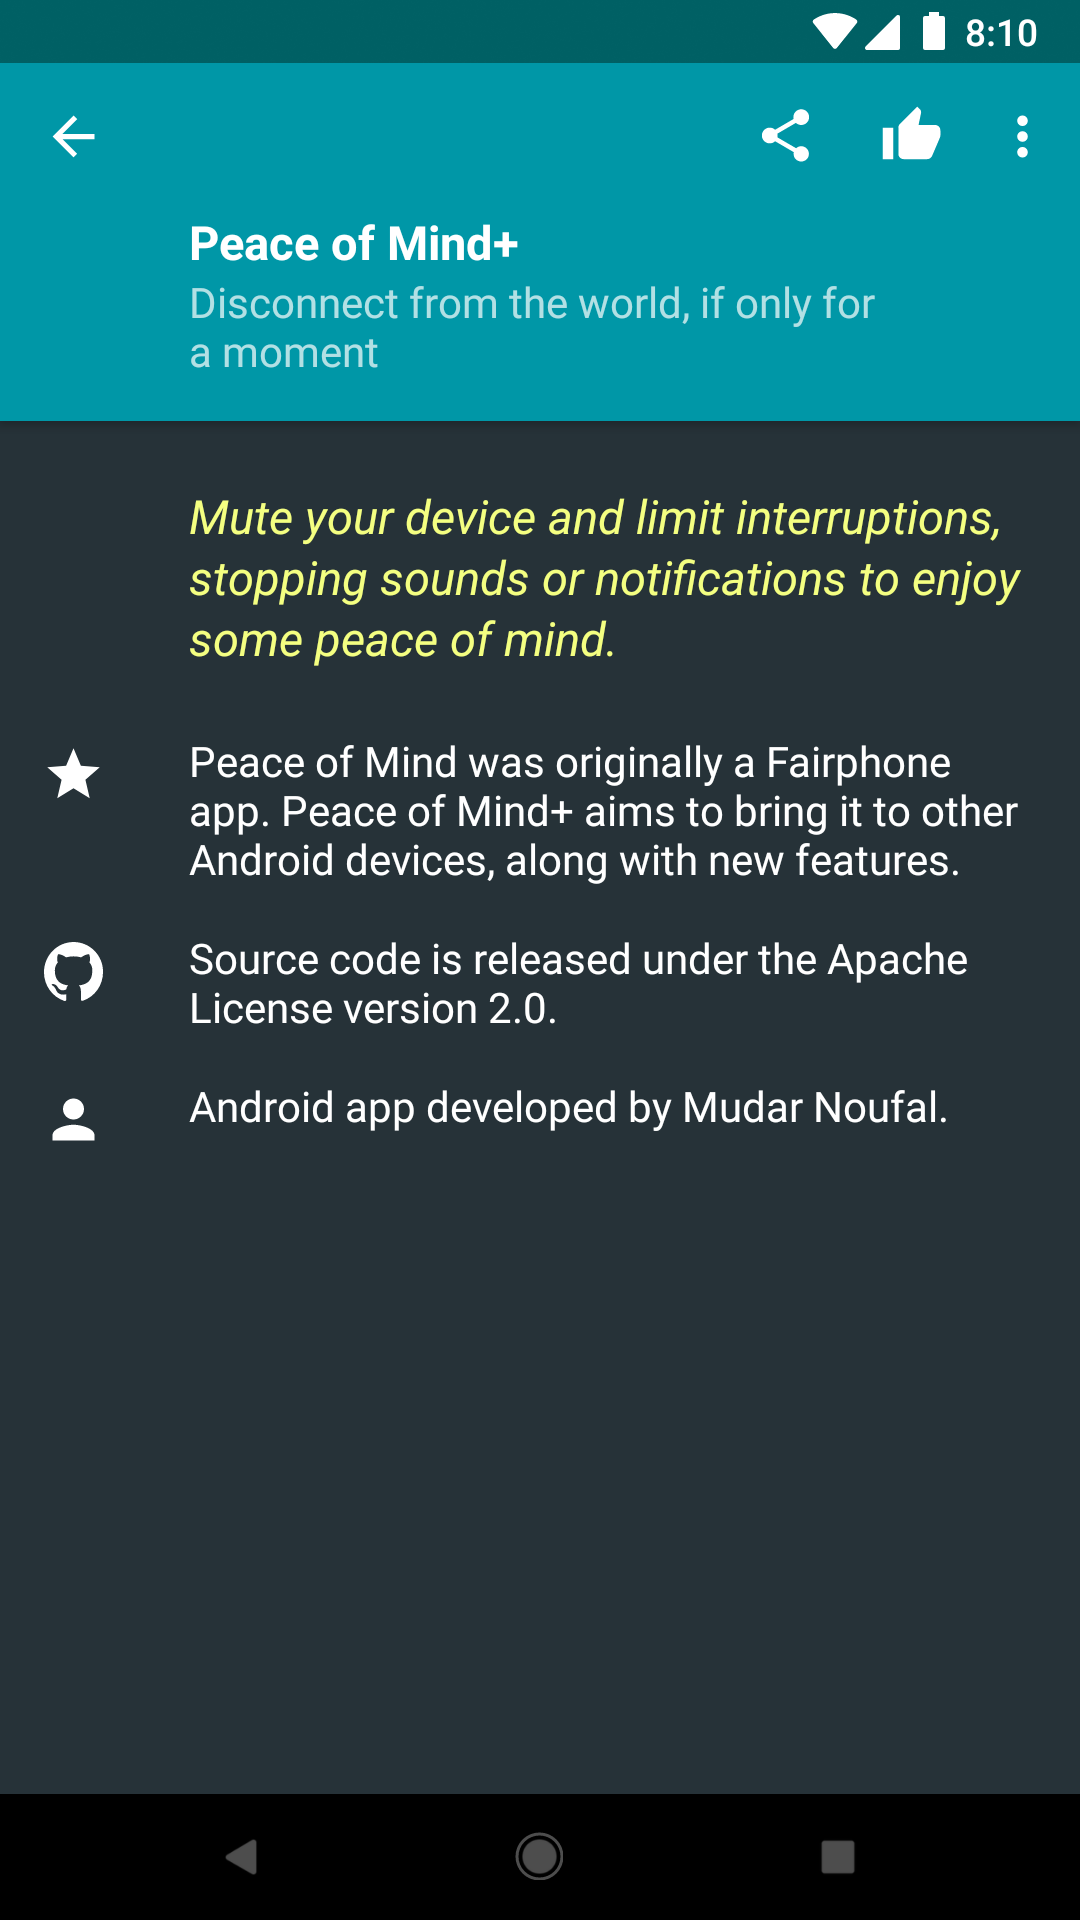 8:10
Peace of Mind+
Disconnect from the world, if only for
a moment
Mute your device and limit interruptions,
stopping sounds or notifications to enjoy
some peace of mind.
Peace of Mind was originally a Fairphone
app. Peace of Mind+ aims to bring it to other
Android devices, along with new features.
Source code is released under the Apache
License version 2.0.
Android app developed by Mudar Noufal.